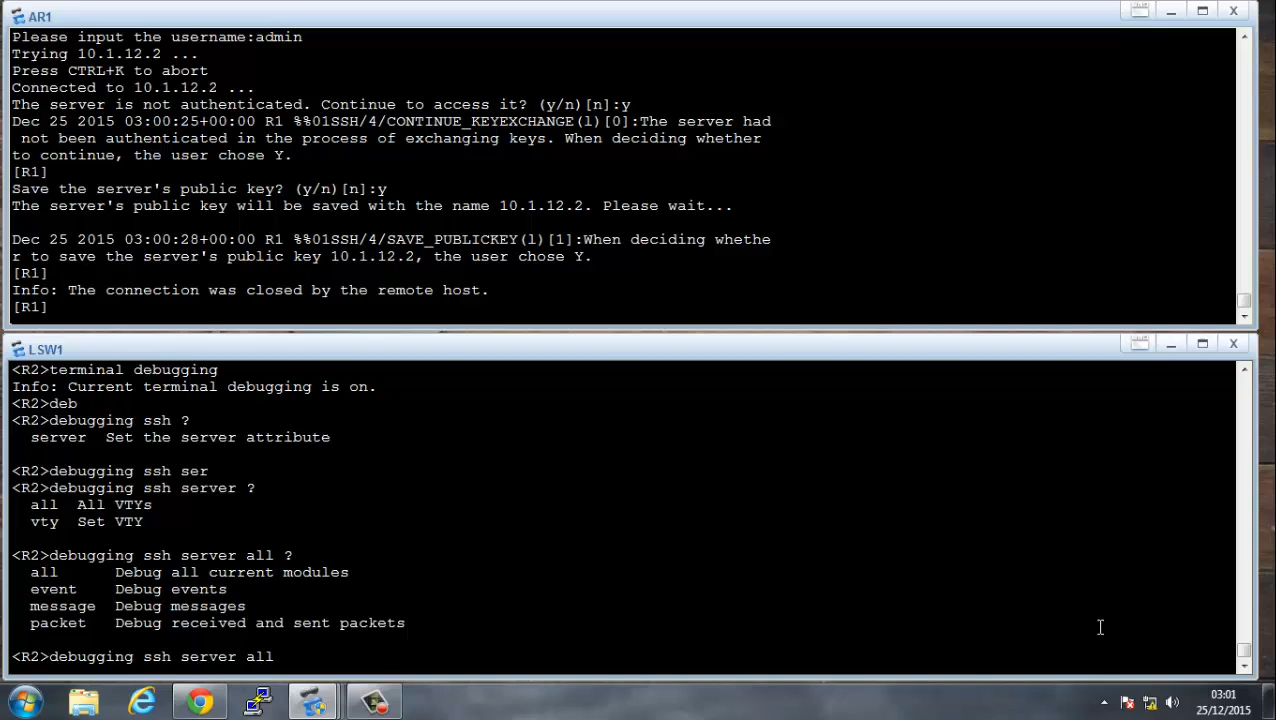 AR1
Please input the username:admin
Trying 10.1.12.2 ...
Press CTRL+K to abort
Connected to 10.1.12.2 ...
The server is not authenticated. Continue to access it? (y/n)[n]:y
Dec 25 2015 03:00:25+00:00 R1 %%01SSH/4/CONTINUE_KEYEXCHANGE(l)[0]:The server had
not been authenticated in the process of exchanging keys. When deciding whether
to continue, the user chose Y.
[R1]
Save the server's public key? (y/n)[n]:y
The server's public key will be saved with the name 10.1.12.2. Please wait...
Dec 25 2015 03:00:28+00:00 R1 %%01SSH/4/SAVE_PUBLICKEY(l)[1]:When deciding whethe
r to save the server's public key 10.1.12.2, the user chose Y.
[R1]
Info: The connection was closed by the remote host.
[R1]
LSW1
<R2>terminal debugging
Info: Current terminal debugging is on.
<R2>deb
<R2>debugging ssh ?
server  Set the server attribute
<R2>debugging ssh ser
<R2>debugging ssh server ?
all  All VTYs
vty  Set VTY
<R2>debugging ssh server all ?
all      Debug all current modules
event    Debug events
message  Debug messages
packet   Debug received and sent packets
<R2>debugging ssh server all
03:01
25/12/2015